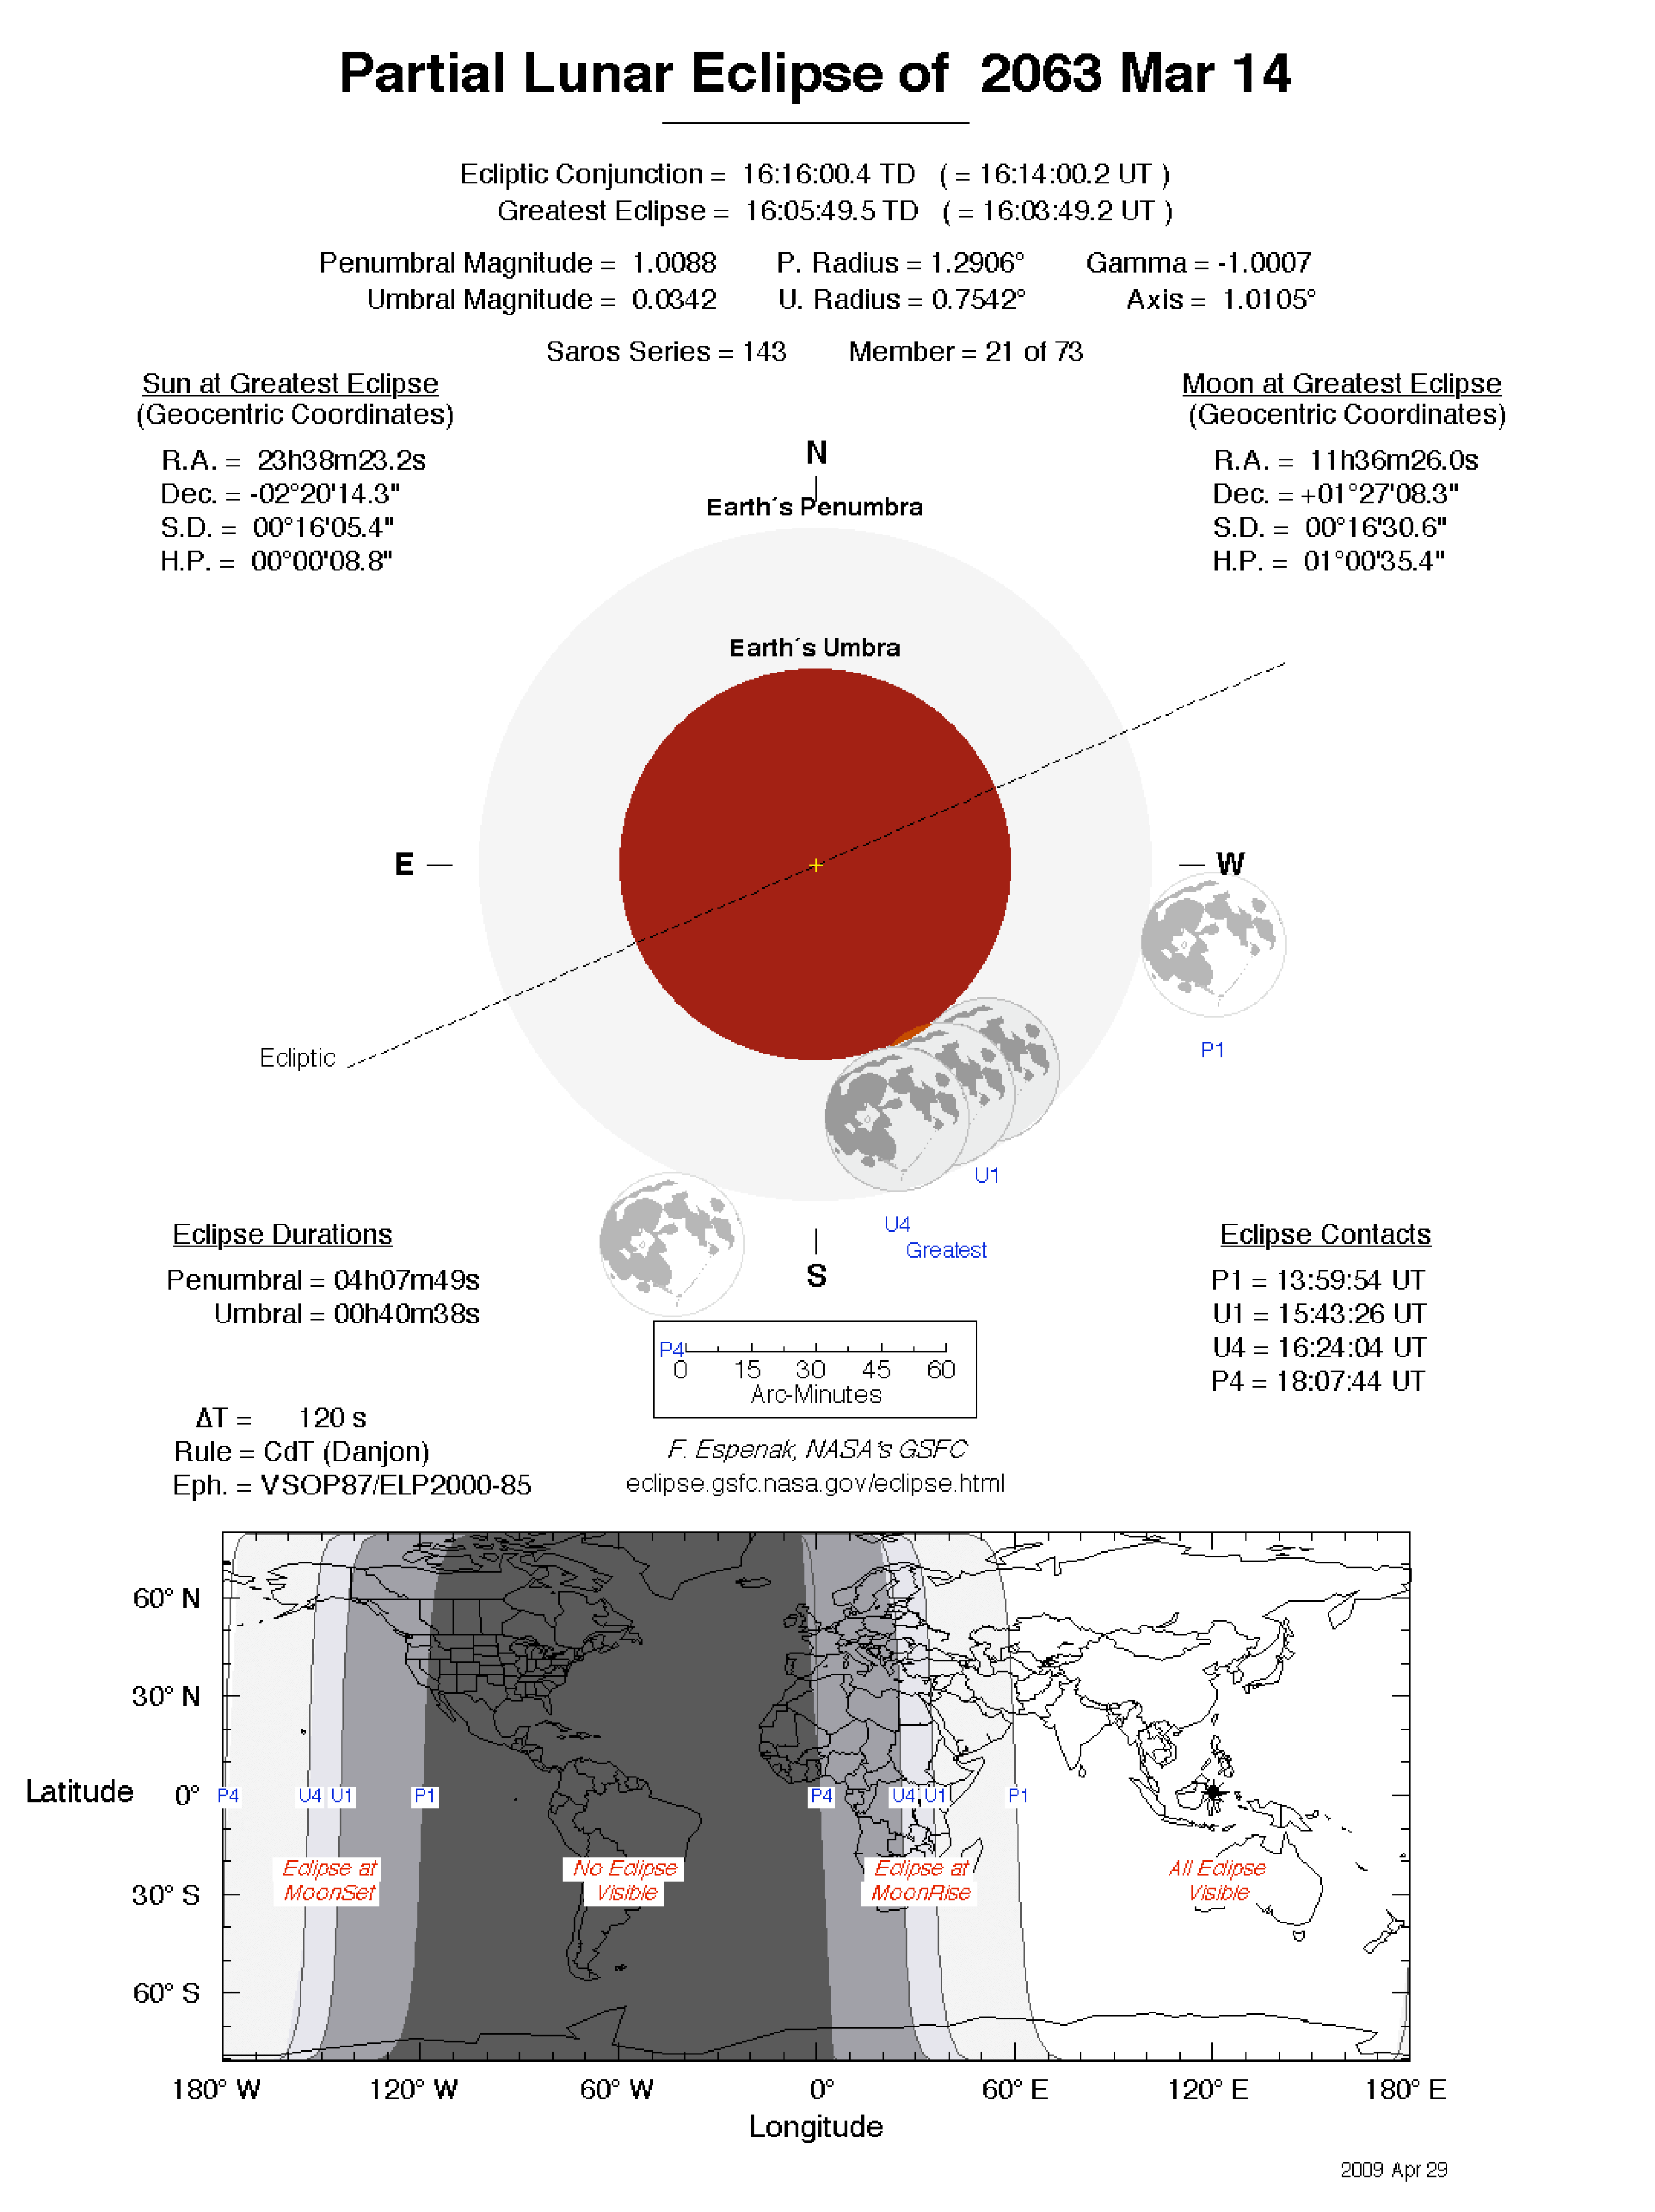 Partial Lunar Eclipse of 2063 Mar 14
Ecliptic Conjunction = 16:16:00.4 TD ( = 16:14:00.2 UT )
Greatest Eclipse = 16:05:49.5 TD ( = 16:03:49.2 UT )
Penumbral Magnitude = 1.0088 P. Radius = 1.2906° Gamma = -1.0007
Umbral Magnitude = 0.0342 U. Radius = 0.7542° Axis = 1.0105°
Saros Series = 143 Member = 21 of 73
Sun at Greatest Eclipse
(Geocentric Coordinates)
R.A. = 23h38m23.2s
Dec. = -02°20'14.3"
S.D. = 00°16'05.4"
H.P. = 00°00'08.8"
Moon at Greatest Eclipse
(Geocentric Coordinates)
R.A. = 11h36m26.0s
Dec. = +01°27'08.3"
S.D. = 00°16'30.6"
H.P. = 01°00'35.4"
N
Earth´s Penumbra
Earth´s Umbra
E
W
Ecliptic
P1
U1
U4
Greatest
S
Eclipse Durations
Penumbral = 04h07m49s
Umbral = 00h40m38s
Eclipse Contacts
P1 = 13:59:54 UT
U1 = 15:43:26 UT
U4 = 16:24:04 UT
P4 = 18:07:44 UT
P4
0 15 30 45 60
Arc-Minutes
ΔT = 120 s
Rule = CdT (Danjon)
Eph. = VSOP87/ELP2000-85
F. Espenak, NASA's GSFC
eclipse.gsfc.nasa.gov/eclipse.html
60° N
30° N
Latitude 0°
30° S
60° S
P4 U4 U1 P1 P4 U4 U1 P1
Eclipse at
MoonSet
No Eclipse
Visible
Eclipse at
MoonRise
All Eclipse
Visible
180° W 120° W 60° W 0° 60° E 120° E 180° E
Longitude
2009 Apr 29